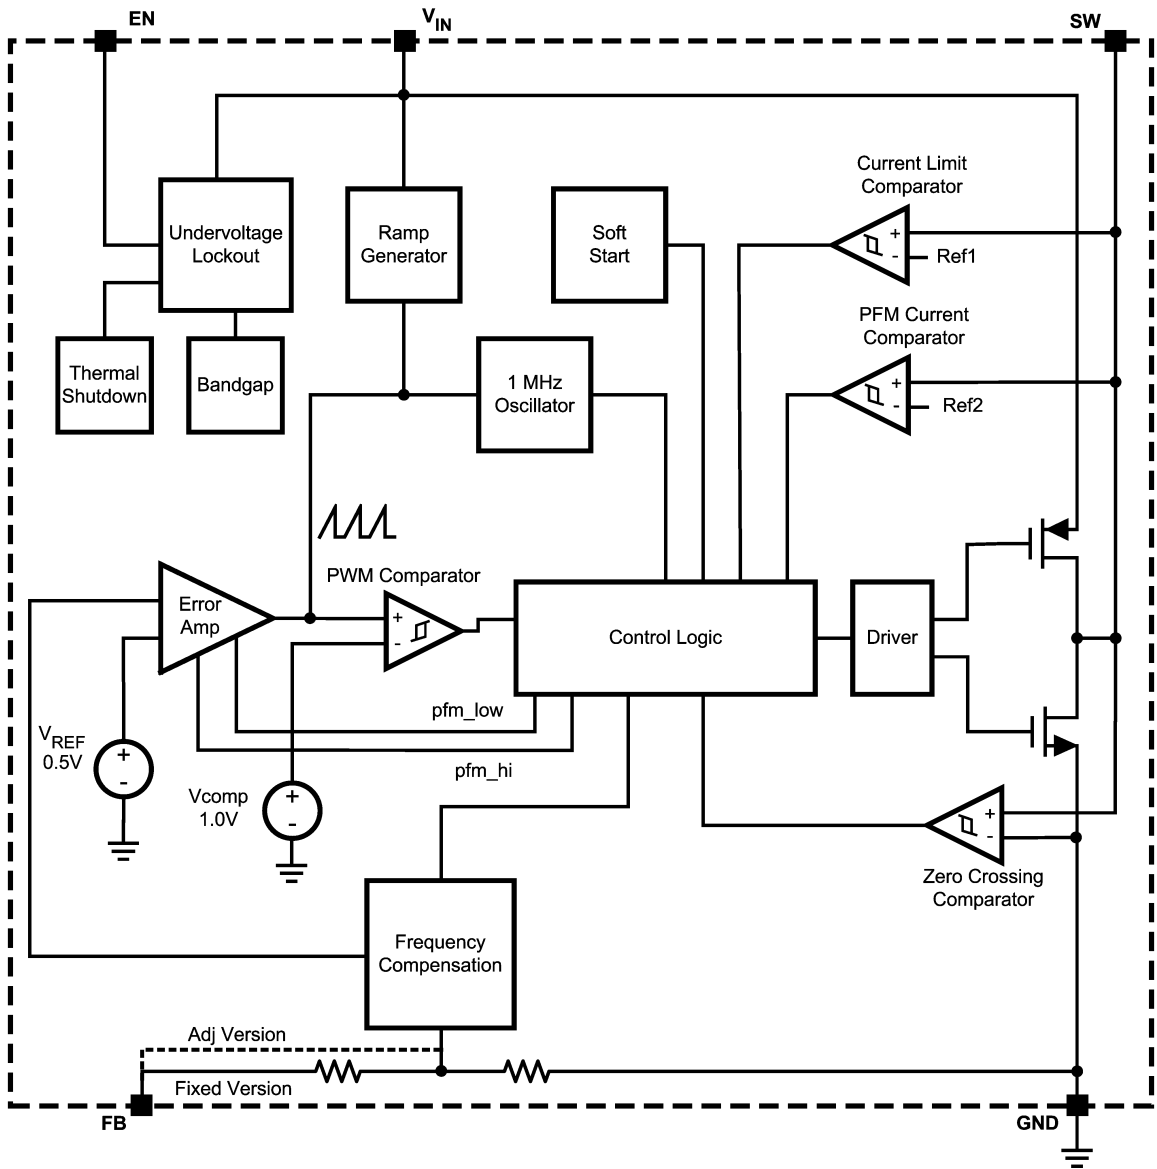 EN
VIN
SW
Current Limit
Comparator
Undervoltage
Lockout
Ramp
Generator
Soft
Start
+
-
Ref1
PFM Current
Comparator
Thermal
Shutdown
Bandgap
1 MHz
Oscillator
+
-
Ref2
PWM Comparator
Error
Amp
+
-
Control Logic
Driver
pfm_low
VREF
0.5V
+
-
pfm_hi
Vcomp
1.0V
+
-
+
-
Zero Crossing
Comparator
Frequency
Compensation
Adj Version
Fixed Version
FB
GND